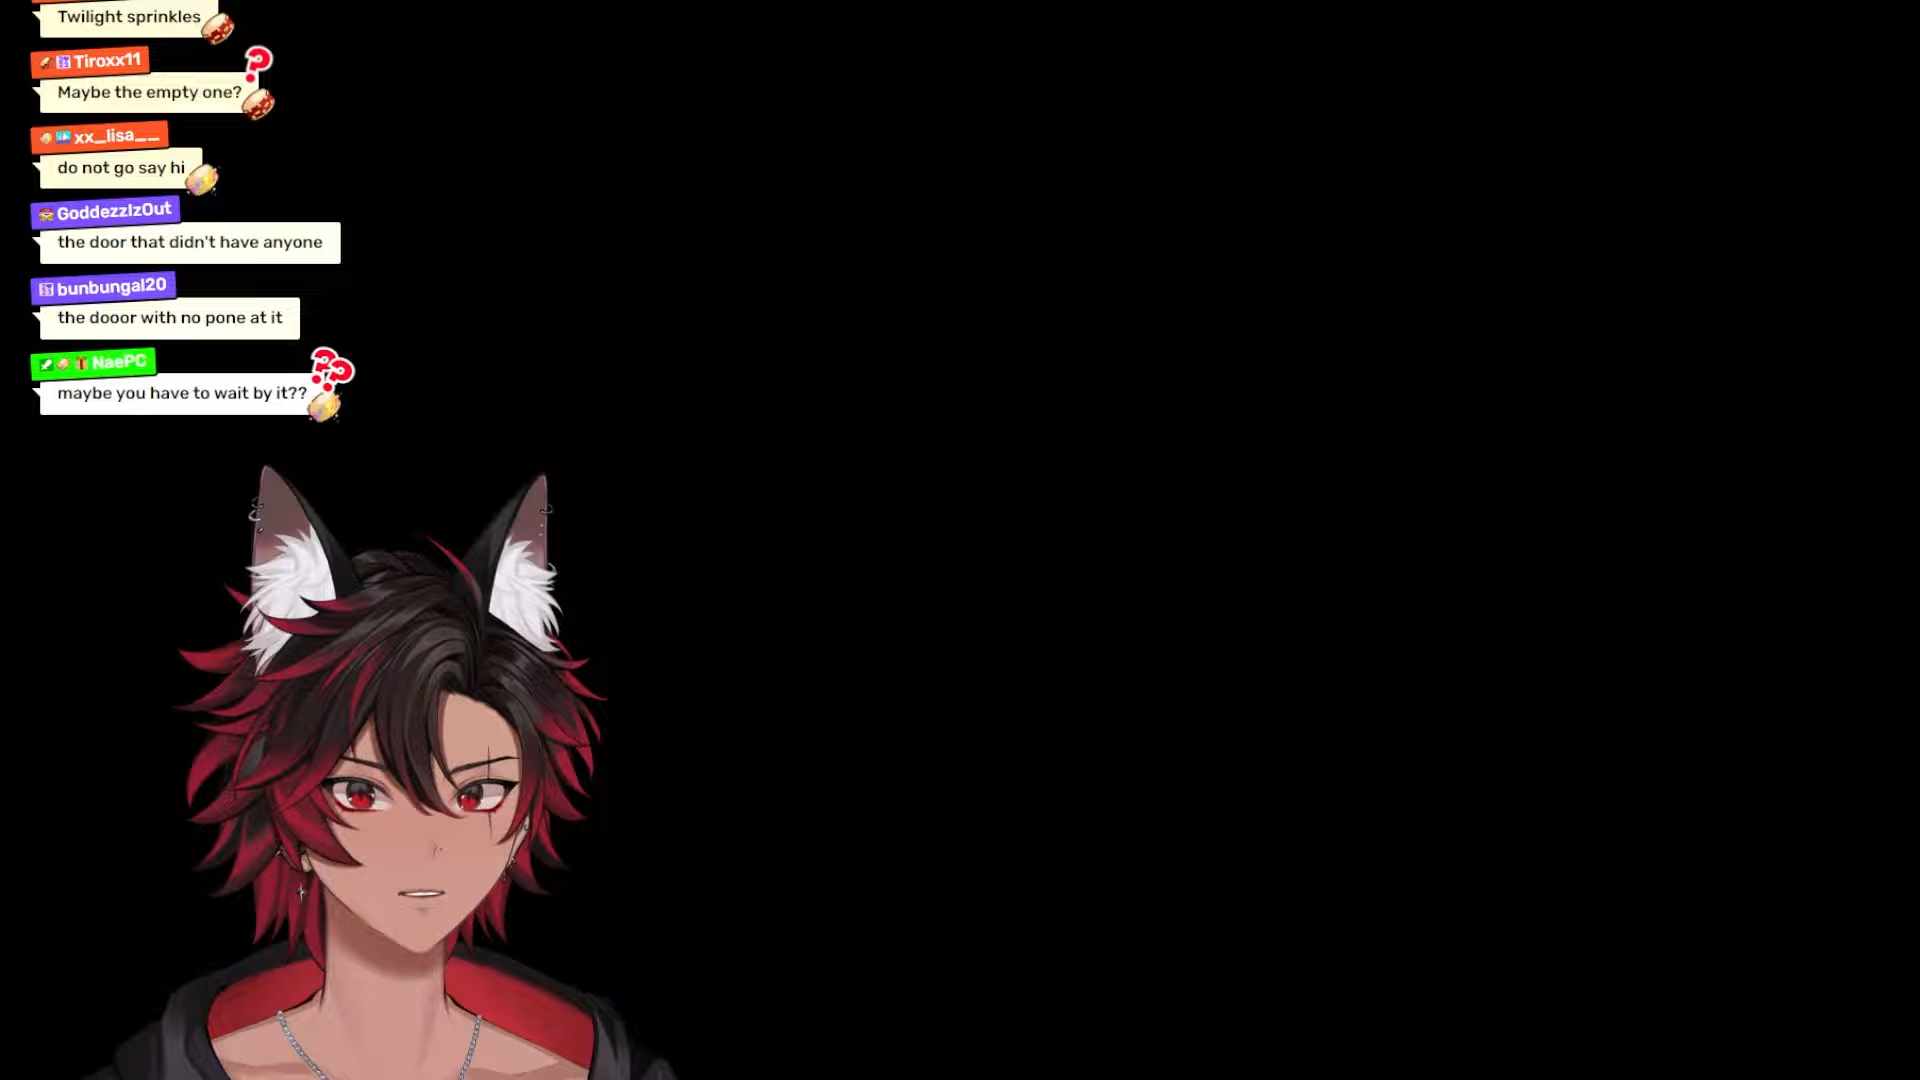 Twilight sprinkles
Tiroxx11
Maybe the empty one?
xx_lisa__
do not go say hi
GoddezzIzOut
the door that didn't have anyone
bunbungal20
the dooor with no pone at it
NaePC
maybe you have to wait by it??